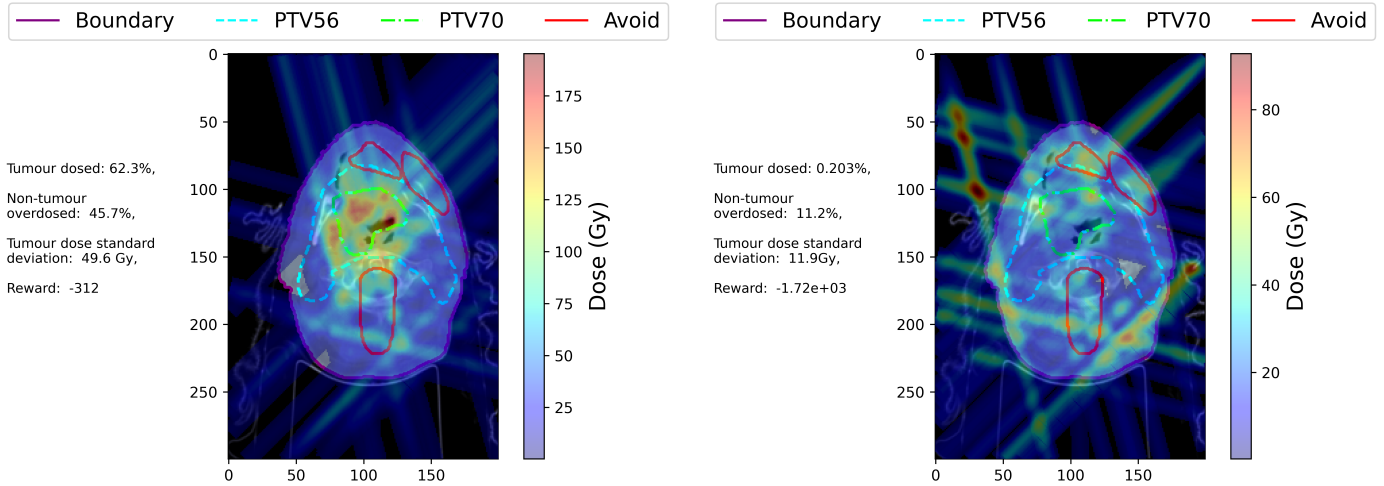 Boundary PTV56 PTV70 Avoid
0
50
100
150
200
250
0 50 100 150
Tumour dosed: 62.3%,
Non-tumour
overdosed: 45.7%,
Tumour dose standard
deviation: 49.6 Gy,
Reward: -312
175
150
125
100
75
50
25
Dose (Gy)
Boundary PTV56 PTV70 Avoid
0
50
100
150
200
250
0 50 100 150
Tumour dosed: 0.203%,
Non-tumour
overdosed: 11.2%,
Tumour dose standard
deviation: 11.9Gy,
Reward: -1.72e+03
80
60
40
20
Dose (Gy)